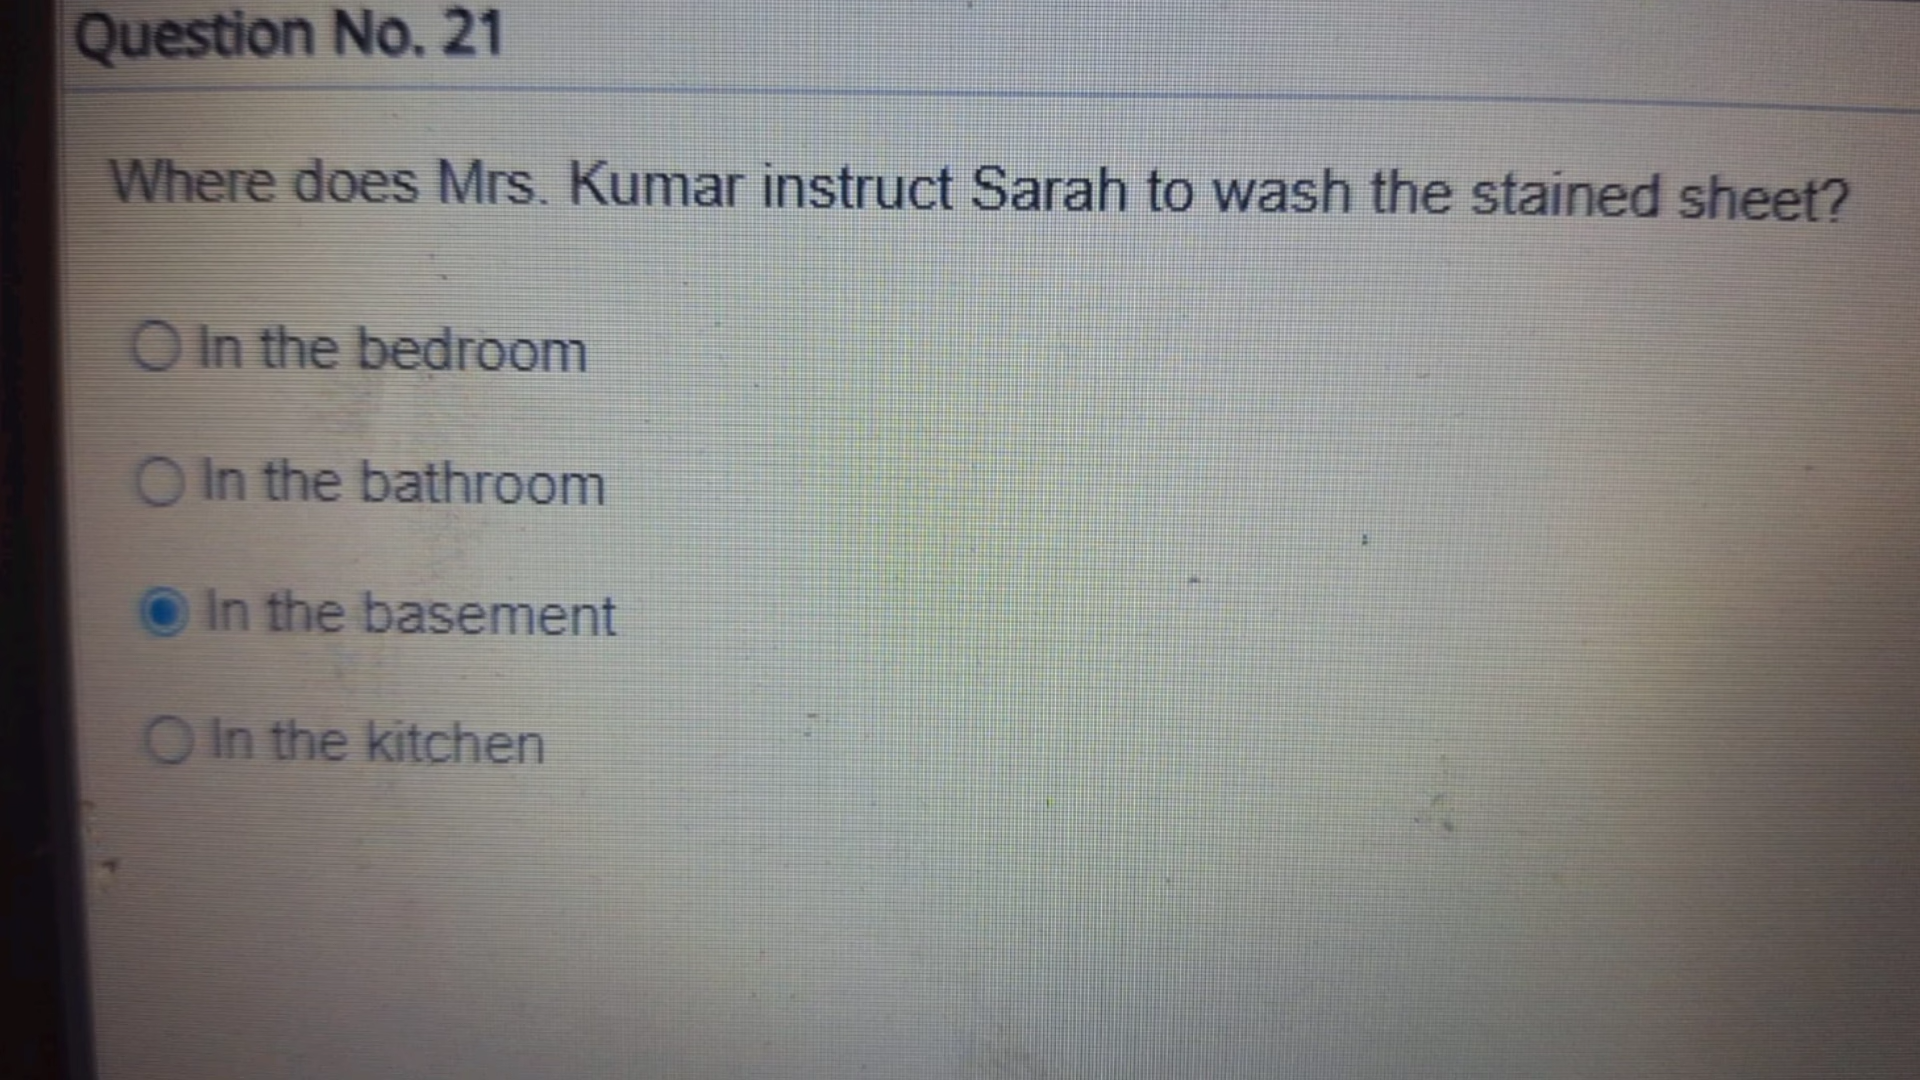 Question No. 21
Where does Mrs. Kumar instruct Sarah to wash the stained sheet?
In the bedroom
In the bathroom
In the basement
In the kitchen